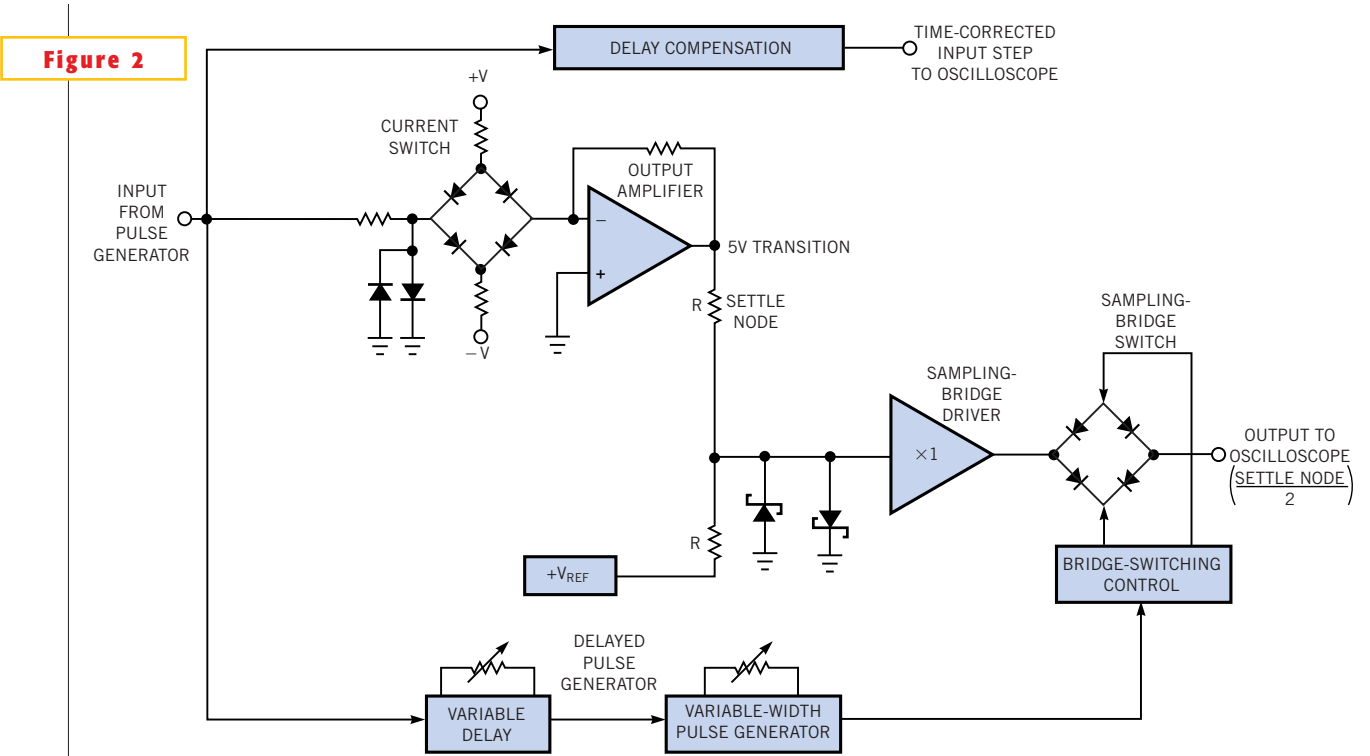 Figure 2
DELAY COMPENSATION
TIME-CORRECTED
INPUT STEP
TO OSCILLOSCOPE
+V
CURRENT
SWITCH
INPUT
FROM
PULSE
GENERATOR
OUTPUT
AMPLIFIER
−
+
5V TRANSITION
−V
R
SETTLE
NODE
SAMPLING-
BRIDGE
SWITCH
SAMPLING-
BRIDGE
DRIVER
×1
OUTPUT TO
OSCILLOSCOPE
(SETTLE NODE
2)
R
+VREF
BRIDGE-SWITCHING
CONTROL
DELAYED
PULSE
GENERATOR
VARIABLE
DELAY
VARIABLE-WIDTH
PULSE GENERATOR